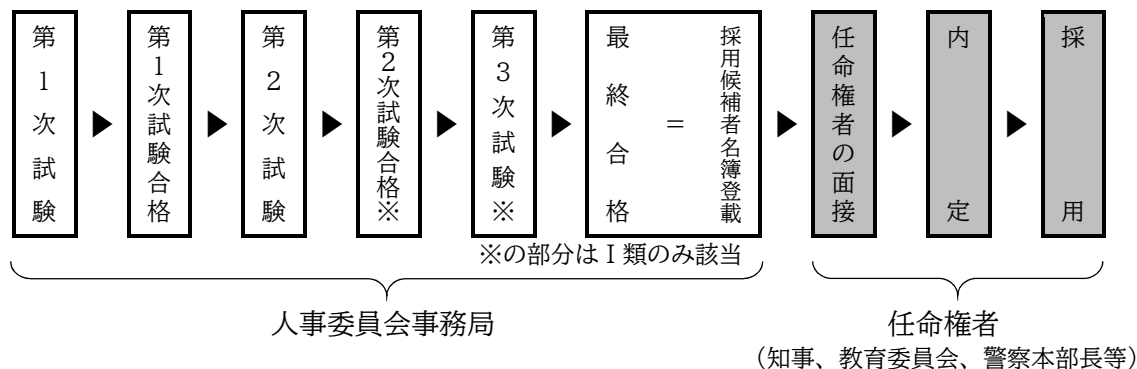 第１次試験
第１次試験合格
第２次試験
第２次試験合格※
第３次試験※
最終合格
＝
採用候補者名簿登載
任命権者の面接
内定
採用
※の部分はⅠ類のみ該当
人事委員会事務局
任命権者
（知事、教育委員会、警察本部長等）